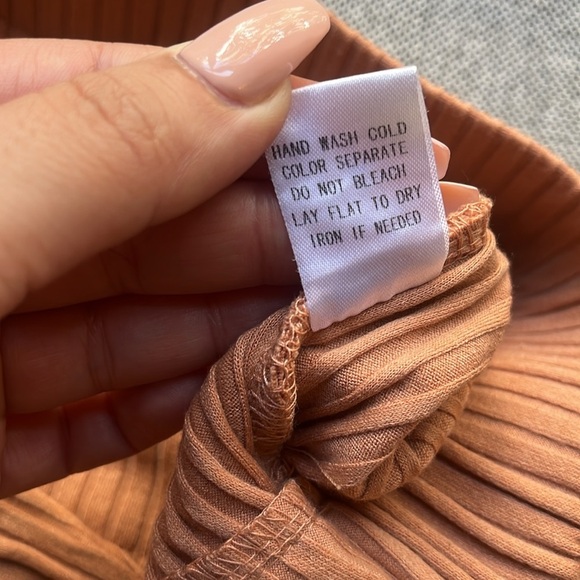 HAND WASH COLD
COLOR SEPARATE
DO NOT BLEACH
LAY FLAT TO DRY
IRON IF NEEDED